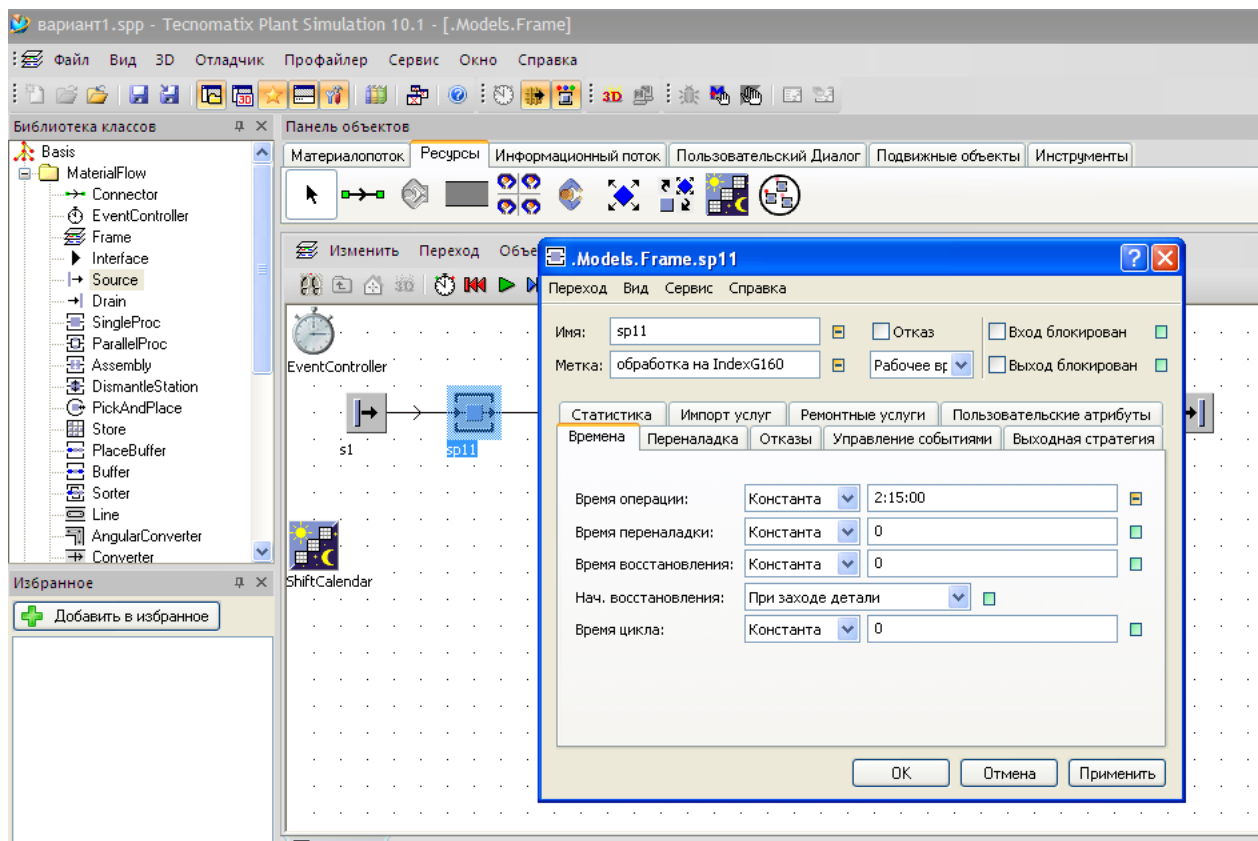 вариант1.spp - Tecnomatix Plant Simulation 10.1 - [.Models.Frame]
Файл Вид 3D Отладчик Профайлер Сервис Окно Справка
Библиотека классов
Basis
MaterialFlow
Connector
EventController
Frame
Interface
Source
Drain
SingleProc
ParallelProc
Assembly
DismantleStation
PickAndPlace
Store
PlaceBuffer
Buffer
Sorter
Line
AngularConverter
Converter
Избранное
Добавить в избранное
Панель объектов
Материалопоток Ресурсы Информационный поток Пользовательский Диалог Подвижные объекты Инструменты
Изменить Переход Объе
EventController
s1
sp11
ShiftCalendar
.Models.Frame.sp11
Переход Вид Сервис Справка
Имя: sp11 Отказ Вход блокирован
Метка: обработка на IndexG160 Рабочее вр Выход блокирован
Статистика Импорт услуг Ремонтные услуги Пользовательские атрибуты
Времена Переналадка Отказы Управление событиями Выходная стратегия
Время операции: Константа 2:15:00
Время переналадки: Константа 0
Время восстановления: Константа 0
Нач. восстановления: При заходе детали
Время цикла: Константа 0
OK Отмена Применить